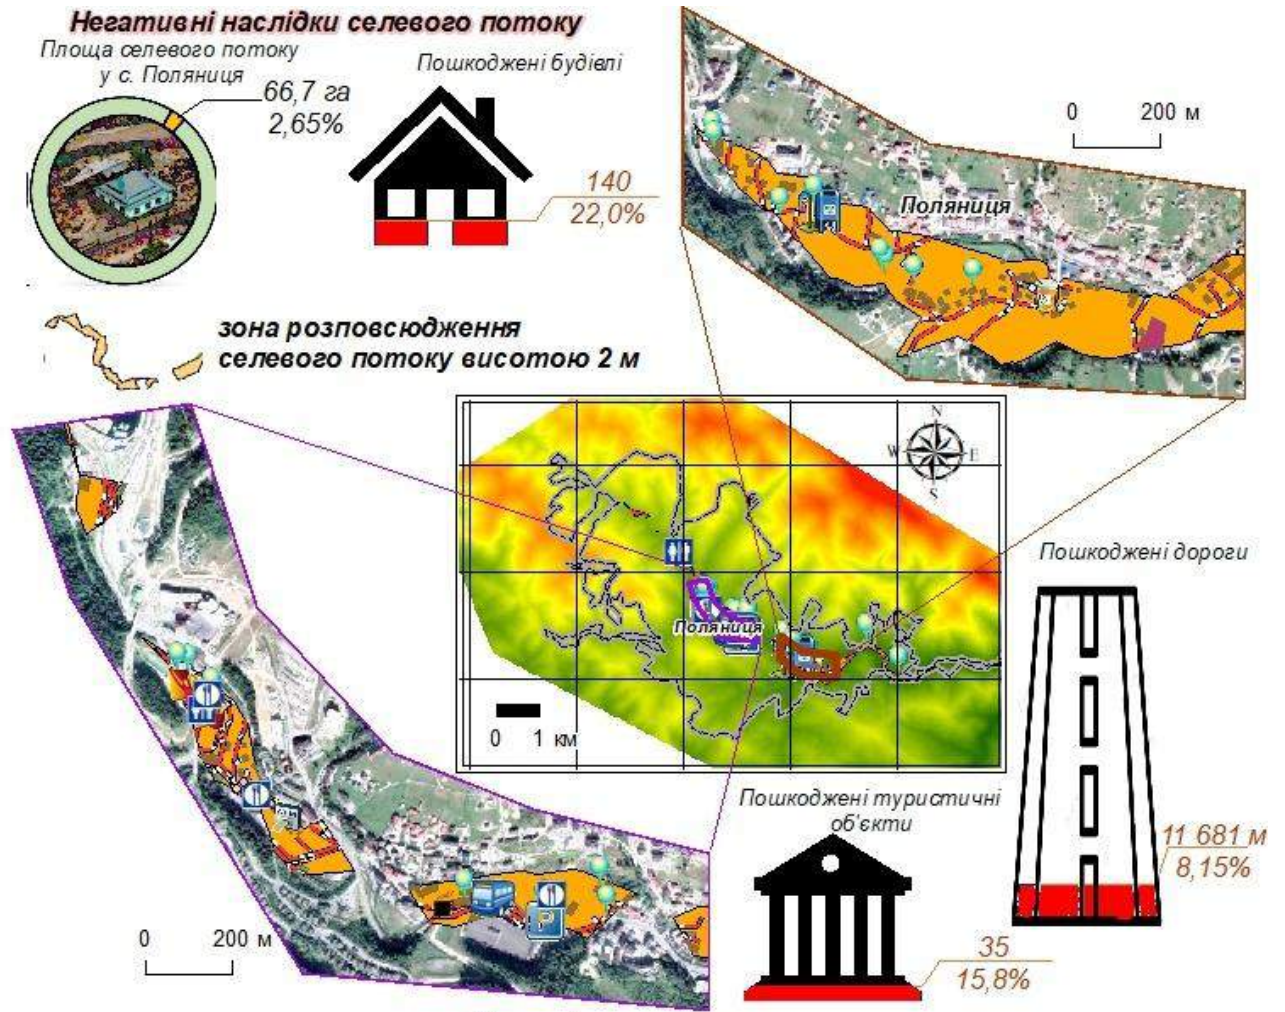 Негативні наслідки селевого потоку
Площа селевого потоку
у с. Поляниця
66,7 га
2,65%
Пошкоджені будівлі
140
22,0%
0 200 м
Поляниця
зона розповсюдження
селевого потоку висотою 2 м
N
W E
S
Поляниця
0 1 км
Пошкоджені дороги
11 681 м
8,15%
Пошкоджені туристичні
об'єкти
35
15,8%
0 200 м
P